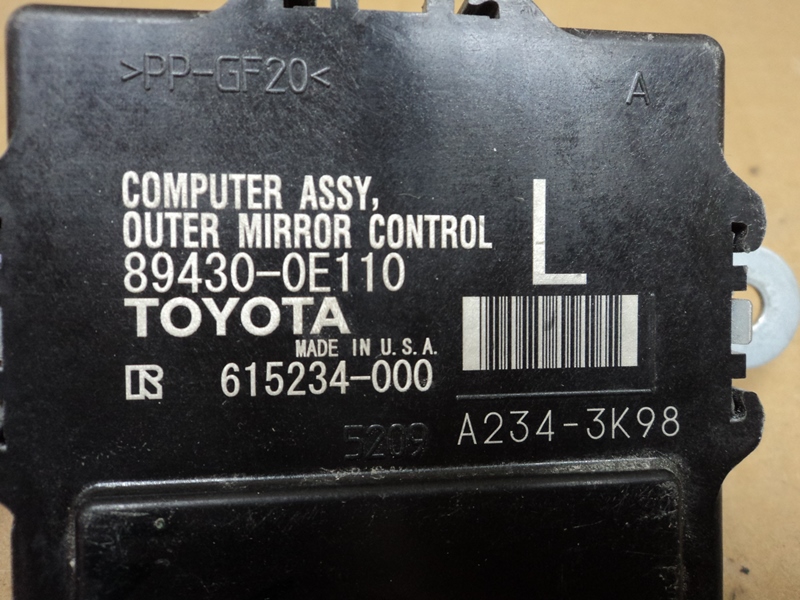 >PP-GF20<
A
COMPUTER ASSY,
OUTER MIRROR CONTROL
L
89430-0E110
TOYOTA
MADE IN U.S.A.
615234-000
A234-3K98
5209